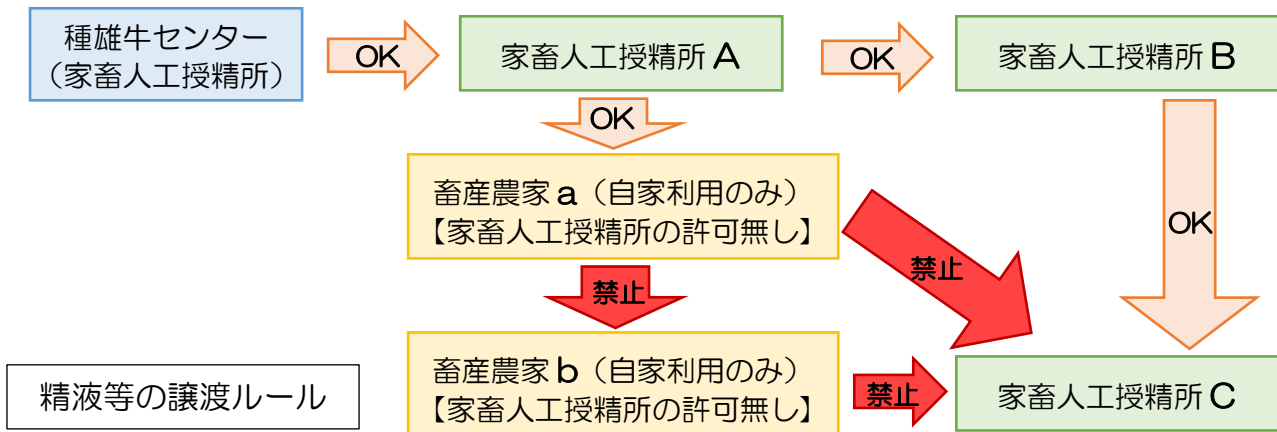 種雄牛センター
（家畜人工授精所）
OK
家畜人工授精所 A
OK
家畜人工授精所 B
OK
畜産農家 a（自家利用のみ）
【家畜人工授精所の許可無し】
禁止
OK
禁止
畜産農家 b（自家利用のみ）
【家畜人工授精所の許可無し】
禁止
家畜人工授精所 C
精液等の譲渡ルール